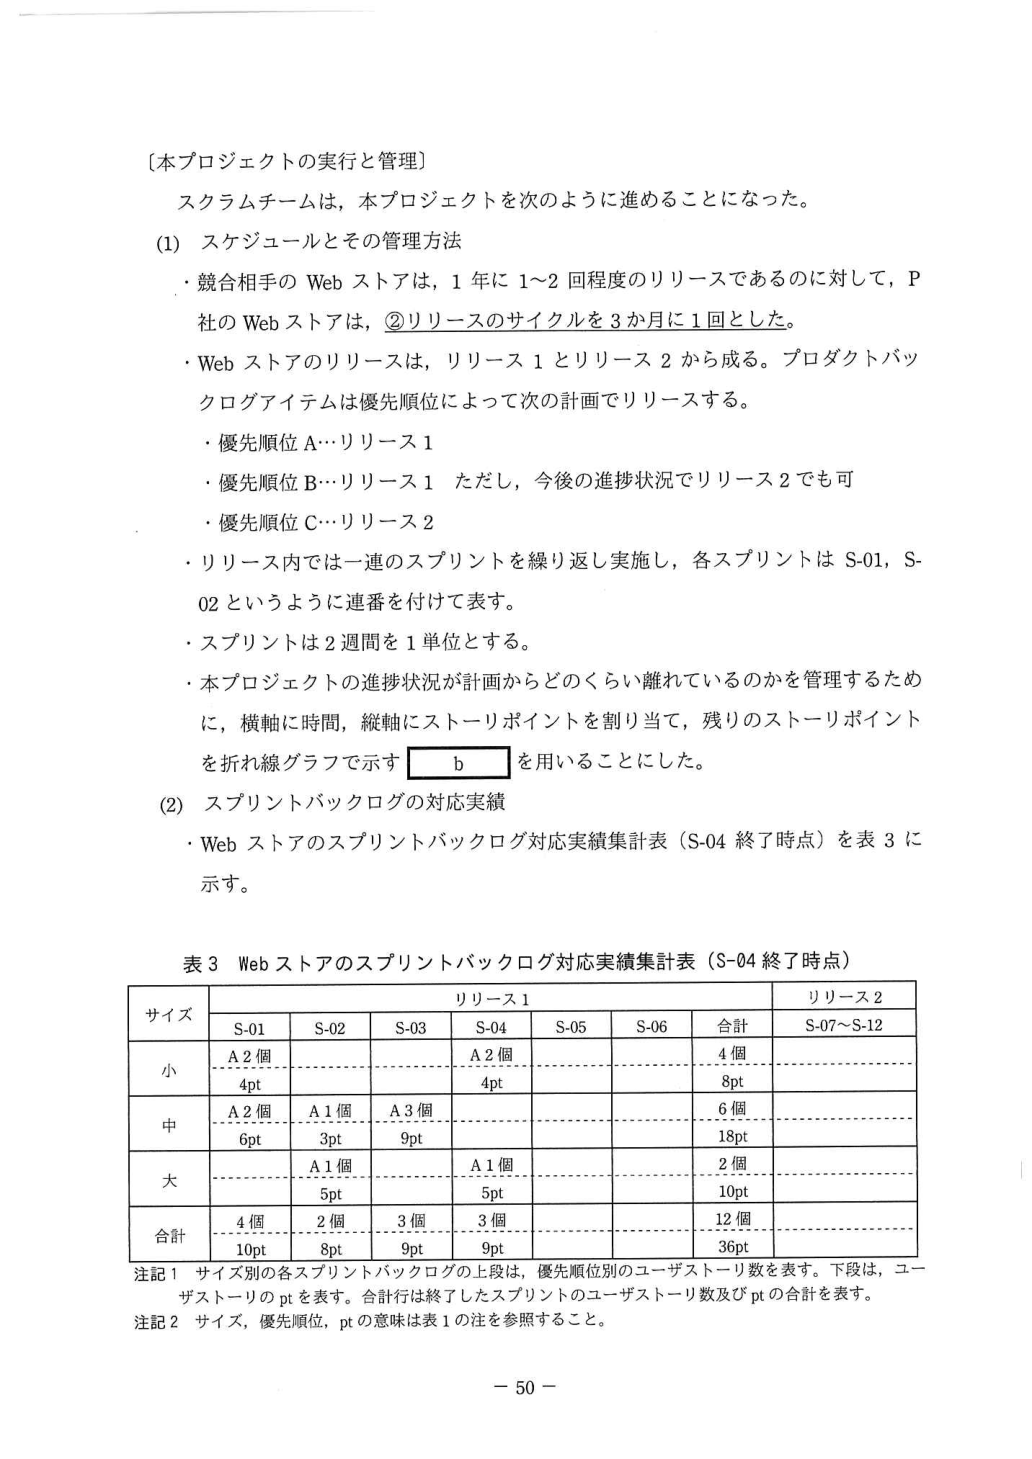 〔本プロジェクトの実行と管理〕
スクラムチームは，本プロジェクトを次のように進めることになった。
(1) スケジュールとその管理方法
・競合相手の Web ストアは，1 年に 1～2 回程度のリリースであるのに対して，P
社の Web ストアは，②リリースのサイクルを 3 か月に 1 回とした。
・Web ストアのリリースは，リリース 1 とリリース 2 から成る。プロダクトバッ
クログアイテムは優先順位によって次の計画でリリースする。
・優先順位 A…リリース 1
・優先順位 B…リリース 1 ただし，今後の進捗状況でリリース 2 でも可
・優先順位 C…リリース 2
・リリース内では一連のスプリントを繰り返し実施し，各スプリントは S-01，S-
02 というように連番を付けて表す。
・スプリントは 2 週間を 1 単位とする。
・本プロジェクトの進捗状況が計画からどのくらい離れているのかを管理するため
に，横軸に時間，縦軸にストーリポイントを割り当て，残りのストーリポイント
を折れ線グラフで示す b を用いることにした。
(2) スプリントバックログの対応実績
・Web ストアのスプリントバックログ対応実績集計表（S-04 終了時点）を表 3 に
示す。
表 3 Web ストアのスプリントバックログ対応実績集計表（S-04 終了時点）
サイズ リリース 1 リリース 2
S-01 S-02 S-03 S-04 S-05 S-06 合計 S-07～S-12
小 A 2 個 A 2 個 4 個
4pt 4pt 8pt
中 A 2 個 A 1 個 A 3 個 6 個
6pt 3pt 9pt 18pt
大 A 1 個 A 1 個 2 個
5pt 5pt 10pt
合計 4 個 2 個 3 個 3 個 12 個
10pt 8pt 9pt 9pt 36pt
注記 1 サイズ別の各スプリントバックログの上段は，優先順位別のユーザストーリ数を表す。下段は，ユー
ザストーリの pt を表す。合計行は終了したスプリントのユーザストーリ数及び pt の合計を表す。
注記 2 サイズ，優先順位，pt の意味は表 1 の注を参照すること。
－ 50 －